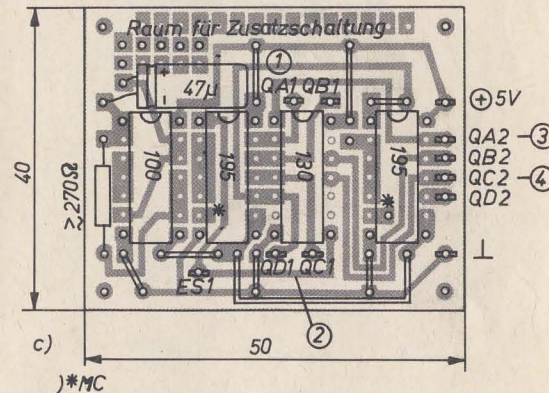 Raum für Zusatzschaltung
①
47µ
+
-
QA1 QB1
⊕ 5V
QA2 ③
QB2
QC2 ④
QD2
⊥
40
≥270Ω
100
195
*
130
195
*
ES1
QD1 QC1
②
c)
50
)*MC